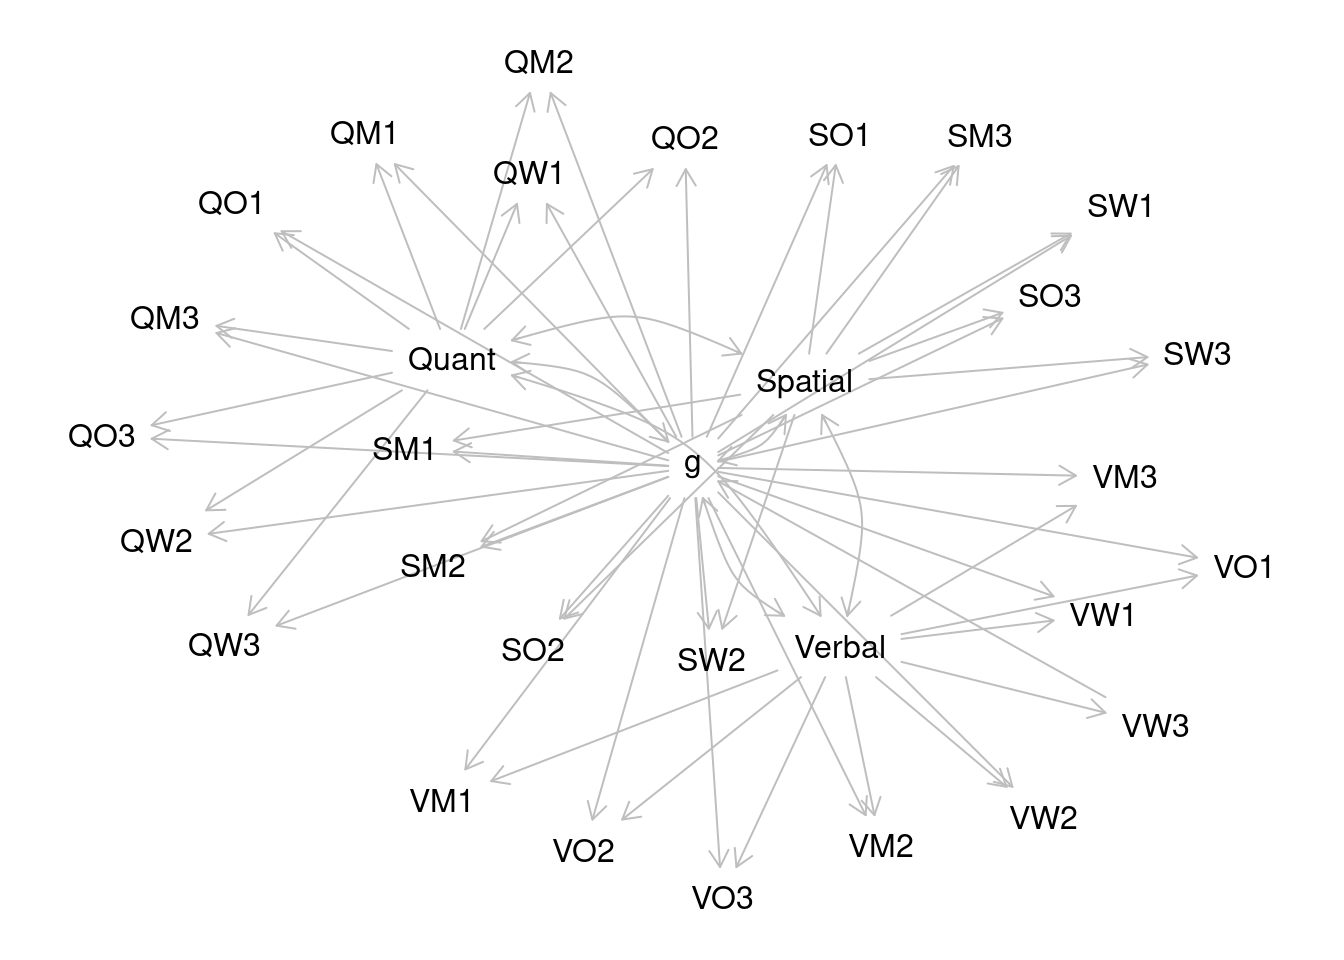 QM2
QM1
QO2
SO1
SM3
QW1
QO1
SW1
SO3
QM3
SW3
Quant
Spatial
QO3
SM1
g
VM3
QW2
SM2
VO1
VW1
QW3
SO2
SW2
Verbal
VW3
VM1
VW2
VO2
VM2
VO3